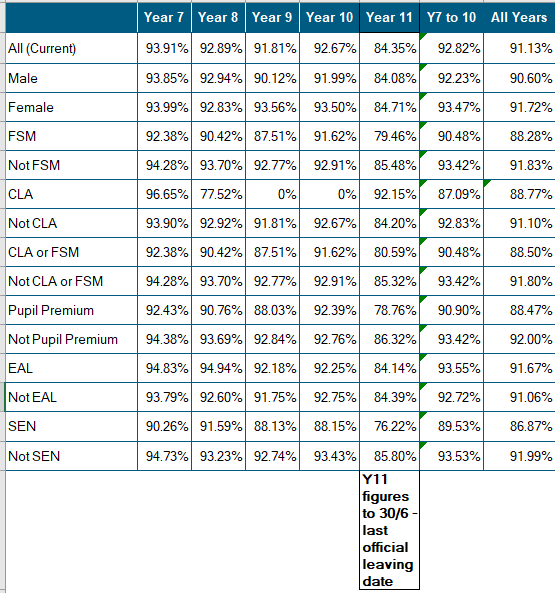 Year 7 Year 8 Year 9 Year 10 Year 11 Y7 to 10 All Years
All (Current) 93.91% 92.89% 91.81% 92.67% 84.35% 92.82% 91.13%
Male 93.85% 92.94% 90.12% 91.99% 84.08% 92.23% 90.60%
Female 93.99% 92.83% 93.56% 93.50% 84.71% 93.47% 91.72%
FSM 92.38% 90.42% 87.51% 91.62% 79.46% 90.48% 88.28%
Not FSM 94.28% 93.70% 92.77% 92.91% 85.48% 93.42% 91.83%
CLA 96.65% 77.52% 0% 0% 92.15% 87.09% 88.77%
Not CLA 93.90% 92.92% 91.81% 92.67% 84.20% 92.83% 91.10%
CLA or FSM 92.38% 90.42% 87.51% 91.62% 80.59% 90.48% 88.50%
Not CLA or FSM 94.28% 93.70% 92.77% 92.91% 85.32% 93.42% 91.80%
Pupil Premium 92.43% 90.76% 88.03% 92.39% 78.76% 90.90% 88.47%
Not Pupil Premium 94.38% 93.69% 92.84% 92.76% 86.32% 93.42% 92.00%
EAL 94.83% 94.94% 92.18% 92.25% 84.14% 93.55% 91.67%
Not EAL 93.79% 92.60% 91.75% 92.75% 84.39% 92.72% 91.06%
SEN 90.26% 91.59% 88.13% 88.15% 76.22% 89.53% 86.87%
Not SEN 94.73% 93.23% 92.74% 93.43% 85.80% 93.53% 91.99%
Y11
figures
to 30/6 -
last
official
leaving
date